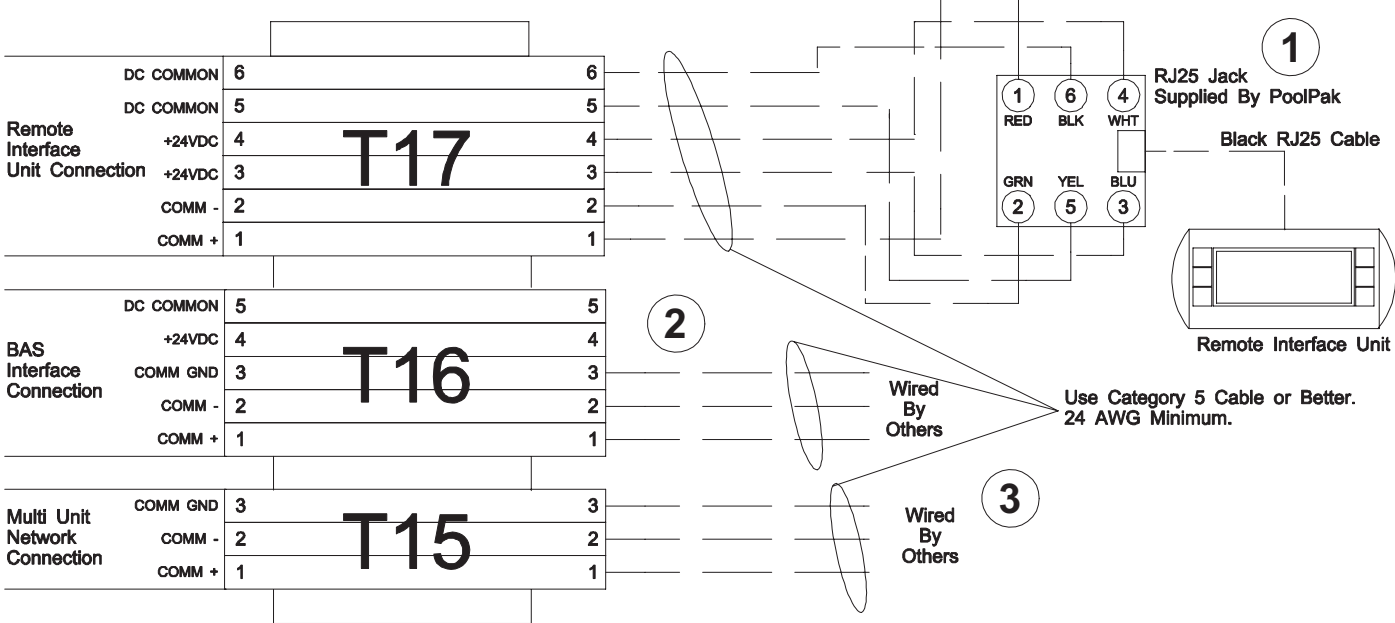 Remote
Interface
Unit Connection
DC COMMON 6
DC COMMON 5
+24VDC 4
+24VDC 3
COMM - 2
COMM + 1
T17
6
5
4
3
2
1
1
RJ25 Jack
Supplied By PoolPak
1 6 4
RED BLK WHT
GRN YEL BLU
2 5 3
Black RJ25 Cable
Remote Interface Unit
BAS
Interface
Connection
DC COMMON 5
+24VDC 4
COMM GND 3
COMM - 2
COMM + 1
T16
5
4
3
2
1
2
Wired
By
Others
Use Category 5 Cable or Better.
24 AWG Minimum.
Multi Unit
Network
Connection
COMM GND 3
COMM - 2
COMM + 1
T15
3
2
1
Wired
By
Others
3